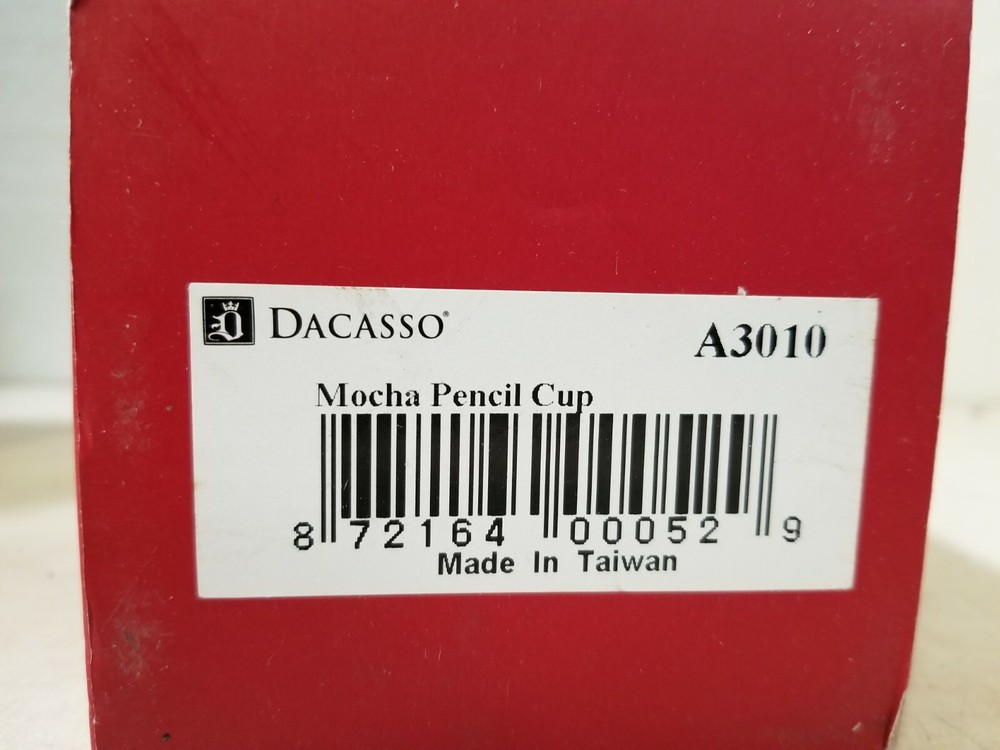 D DACASSO®
A3010
Mocha Pencil Cup
8 72164 00052 9
Made In Taiwan